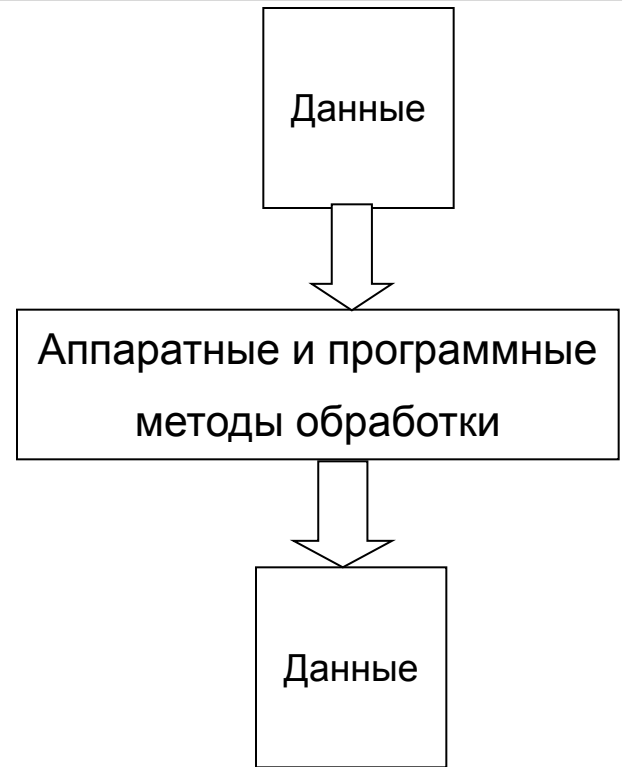 Данные
Аппаратные и программные
методы обработки
Данные